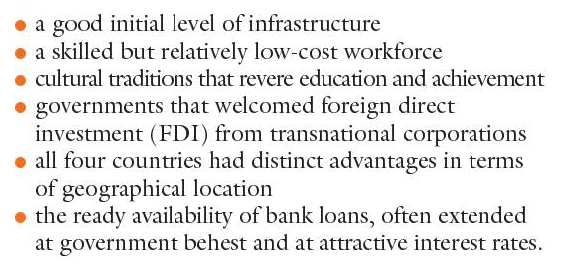 • a good initial level of infrastructure
• a skilled but relatively low-cost workforce
• cultural traditions that revere education and achievement
• governments that welcomed foreign direct
investment (FDI) from transnational corporations
• all four countries had distinct advantages in terms
of geographical location
• the ready availability of bank loans, often extended
at government behest and at attractive interest rates.